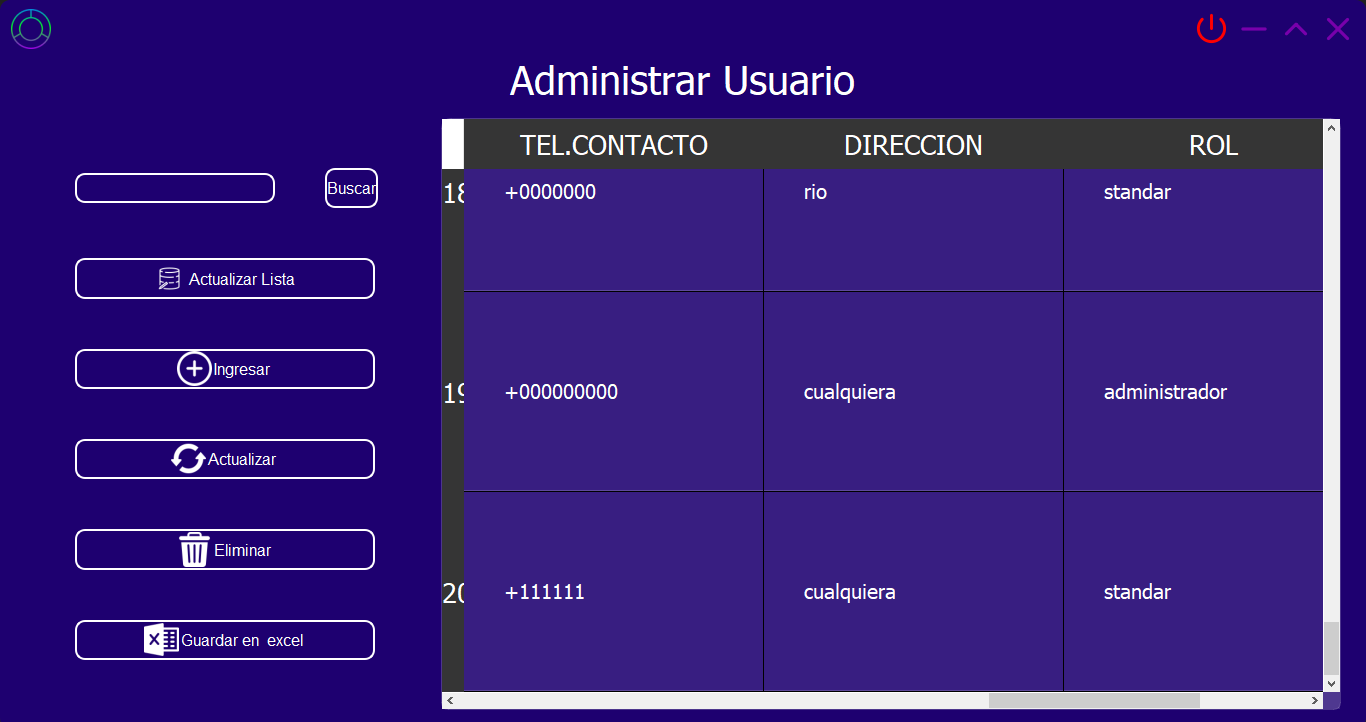 Administrar Usuario
Buscar
Actualizar Lista
Ingresar
Actualizar
Eliminar
Guardar en excel
TEL.CONTACTO DIRECCION ROL
18 +0000000 rio standar
19 +000000000 cualquiera administrador
20 +111111 cualquiera standar